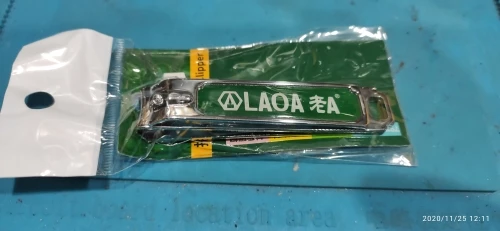 lipper
LAOA 老A
location area
2020/11/25 12:11